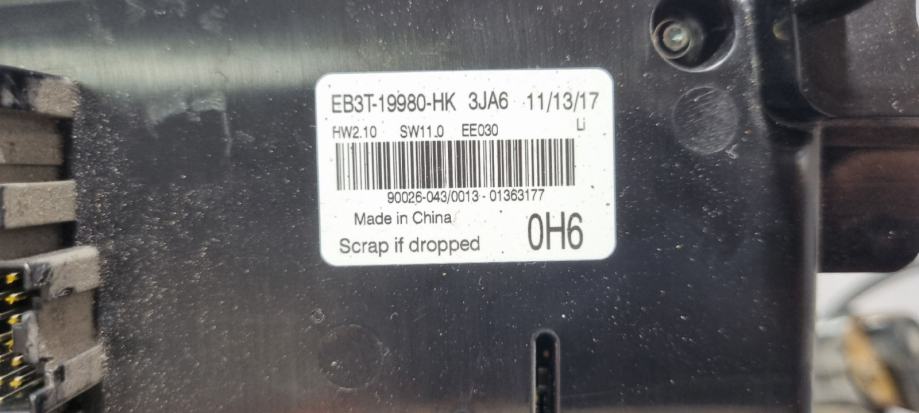 EB3T-19980-HK 3JA6 11/13/17
HW2.10 SW11.0 EE030 Li
90026-043/0013 - 01363177
Made in China
Scrap if dropped 0H6